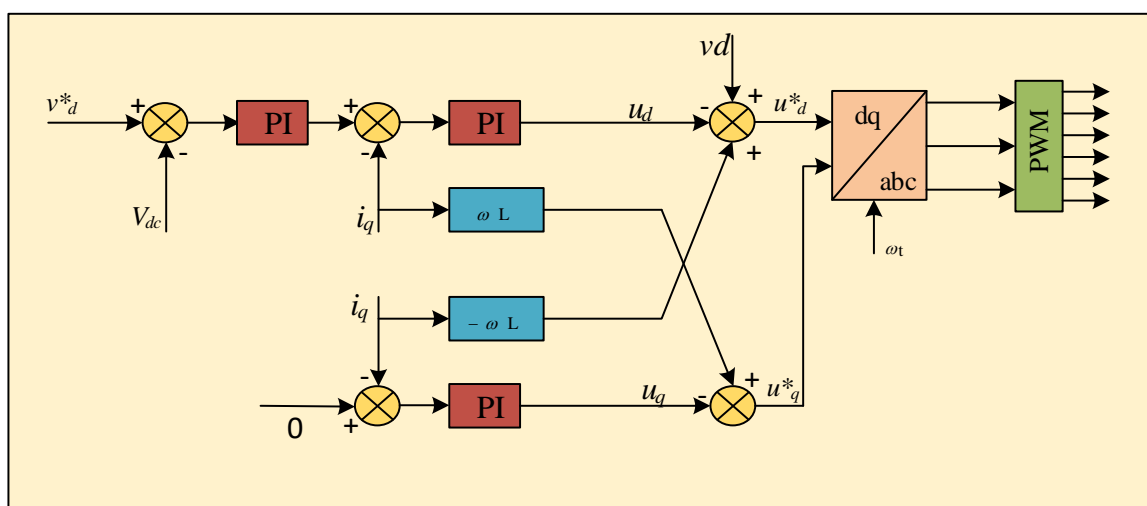 vd
v*d + PI + PI ud - + u*d dq abc PWM
- - +
Vdc iq ω L ωt
iq – ω L
- + u*q
0 + PI uq -